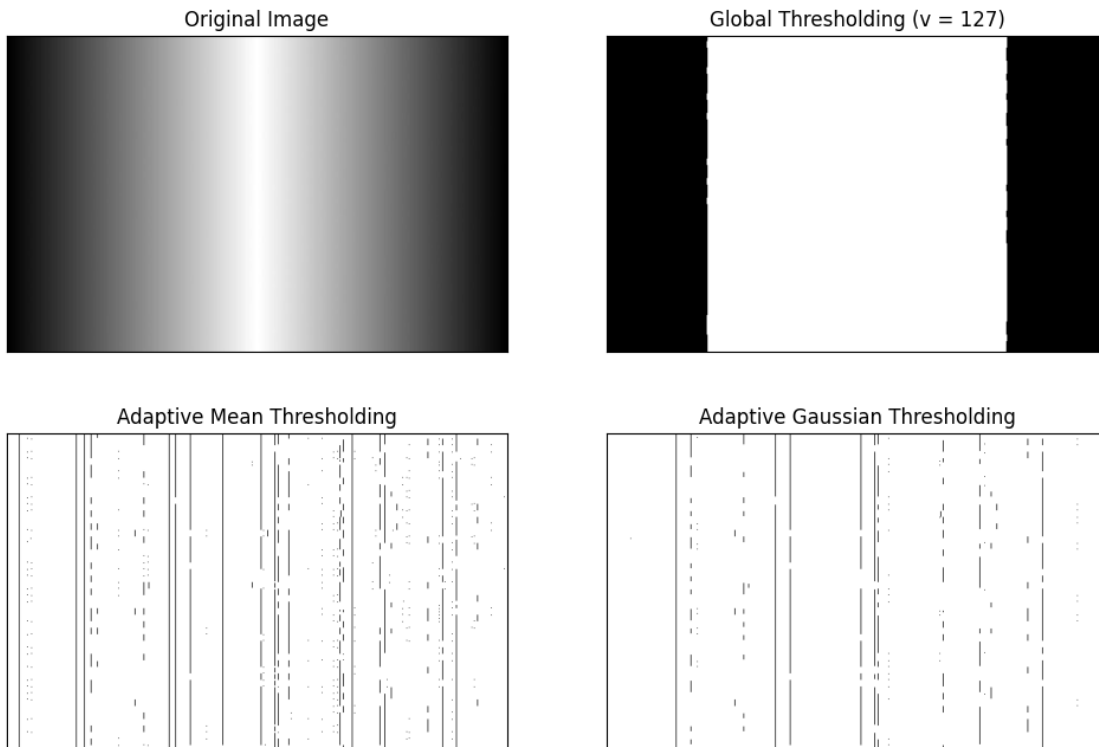 Original Image
Global Thresholding (v = 127)
Adaptive Mean Thresholding
Adaptive Gaussian Thresholding